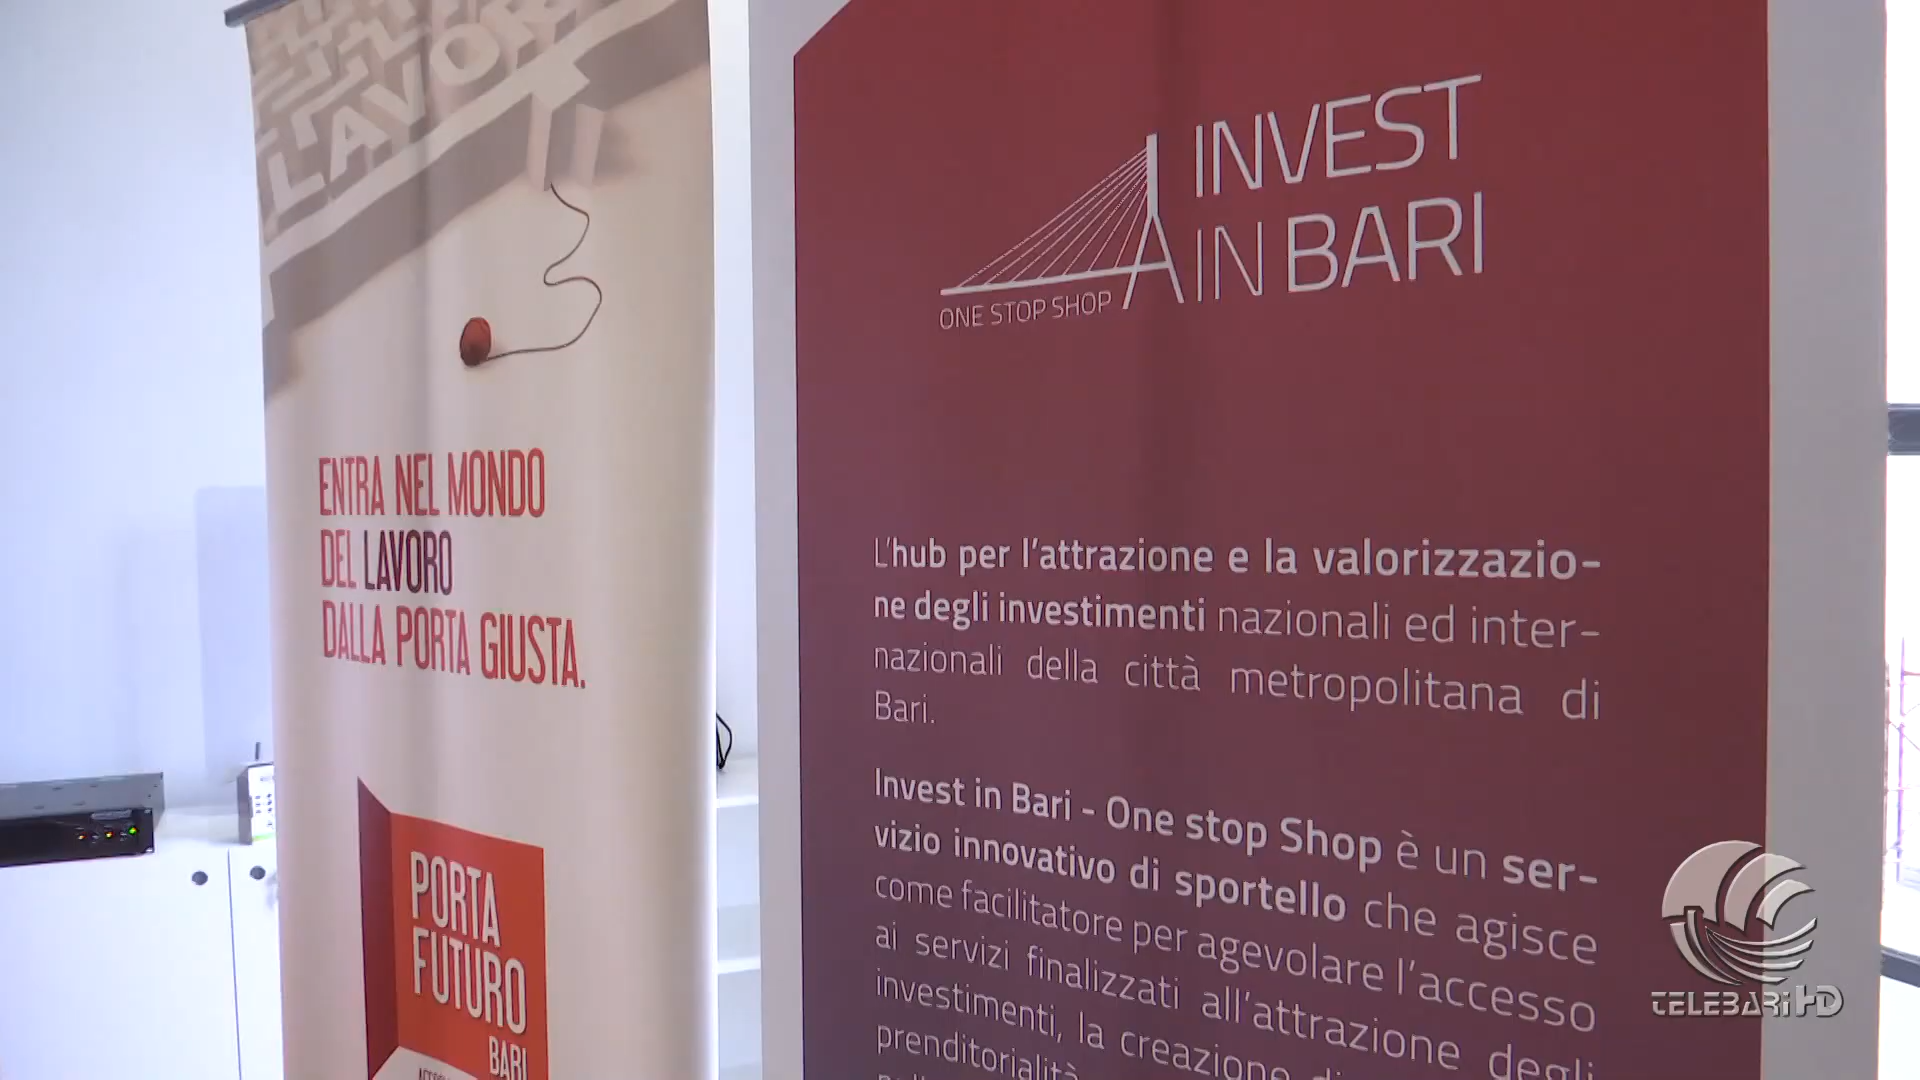 LAVORO
ENTRA NEL MONDO
DEL LAVORO
DALLA PORTA GIUSTA.
PORTA
FUTURO
BARI
INVEST
IN BARI
ONE STOP SHOP
L'hub per l'attrazione e la valorizzazio-
ne degli investimenti nazionali ed inter-
nazionali della città metropolitana di
Bari.
Invest in Bari - One stop Shop è un ser-
vizio innovativo di sportello che agisce
come facilitatore per agevolare l'accesso
ai servizi finalizzati all'attrazione degli
investimenti, la creazione di
prenditorialità
TELEBARI HD